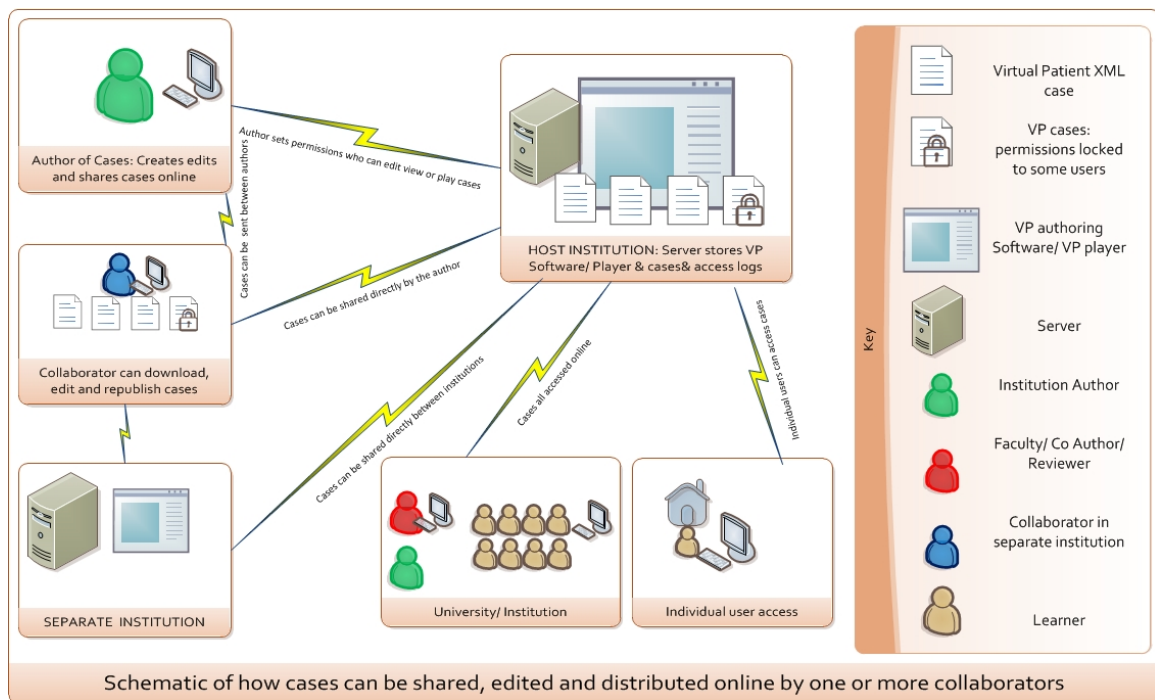 Author of Cases: Creates edits
and shares cases online
Author sets permissions who can edit view or play cases
Cases can be sent between authors
HOST INSTITUTION: Server stores VP
Software/ Player & cases& access logs
Collaborator can download,
edit and republish cases
Cases can be shared directly by the author
Cases can be shared directly between institutions
Cases all accessed online
Individual users can access cases
SEPARATE INSTITUTION
University/ Institution
Individual user access
Key
Virtual Patient XML
case
VP cases:
permissions locked
to some users
VP authoring
Software/ VP player
Server
Institution Author
Faculty/ Co Author/
Reviewer
Collaborator in
separate institution
Learner
Schematic of how cases can be shared, edited and distributed online by one or more collaborators